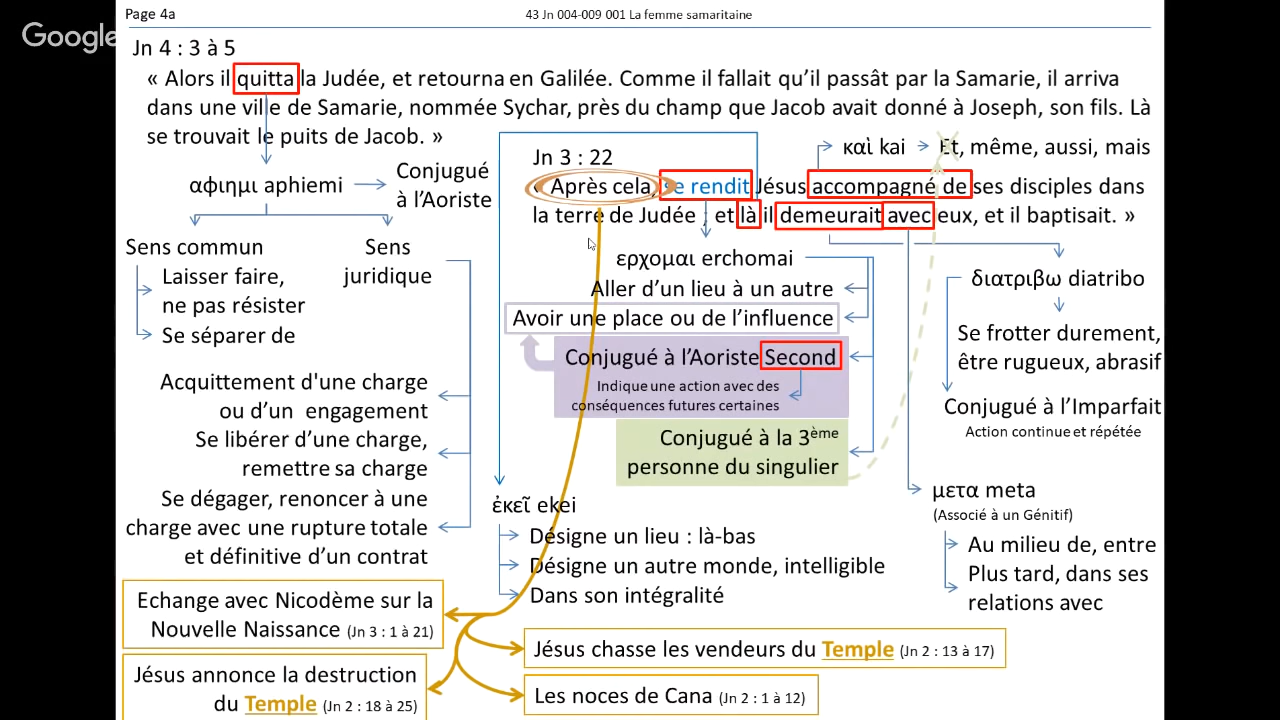 Page 4a
43 Jn 004-009 001 La femme samaritaine
Google
Jn 4 : 3 à 5
« Alors il quitta la Judée, et retourna en Galilée. Comme il fallait qu’il passât par la Samarie, il arriva
dans une ville de Samarie, nommée Sychar, près du champ que Jacob avait donné à Joseph, son fils. Là
se trouvait le puits de Jacob. »
αφιημι aphiemi
Conjugué
à l’Aoriste
Sens commun
Laisser faire,
ne pas résister
Se séparer de
Sens
juridique
Acquittement d'une charge
ou d’un engagement
Se libérer d’une charge,
remettre sa charge
Se dégager, renoncer à une
charge avec une rupture totale
et définitive d’un contrat
Jn 3 : 22
« Après cela, se rendit Jésus accompagné de ses disciples dans
la terre de Judée ; et là il demeurait avec eux, et il baptisait. »
καὶ kai
Et, même, aussi, mais
ερχομαι erchomai
Aller d’un lieu à un autre
Avoir une place ou de l’influence
Conjugué à l’Aoriste Second
Indique une action avec des
conséquences futures certaines
Conjugué à la 3ème
personne du singulier
διατριβω diatribo
Se frotter durement,
être rugueux, abrasif
Conjugué à l’Imparfait
Action continue et répétée
μετα meta
(Associé à un Génitif)
Au milieu de, entre
Plus tard, dans ses
relations avec
ἐκεῖ ekei
Désigne un lieu : là-bas
Désigne un autre monde, intelligible
Dans son intégralité
Echange avec Nicodème sur la
Nouvelle Naissance (Jn 3 : 1 à 21)
Jésus annonce la destruction
du Temple (Jn 2 : 18 à 25)
Jésus chasse les vendeurs du Temple (Jn 2 : 13 à 17)
Les noces de Cana (Jn 2 : 1 à 12)